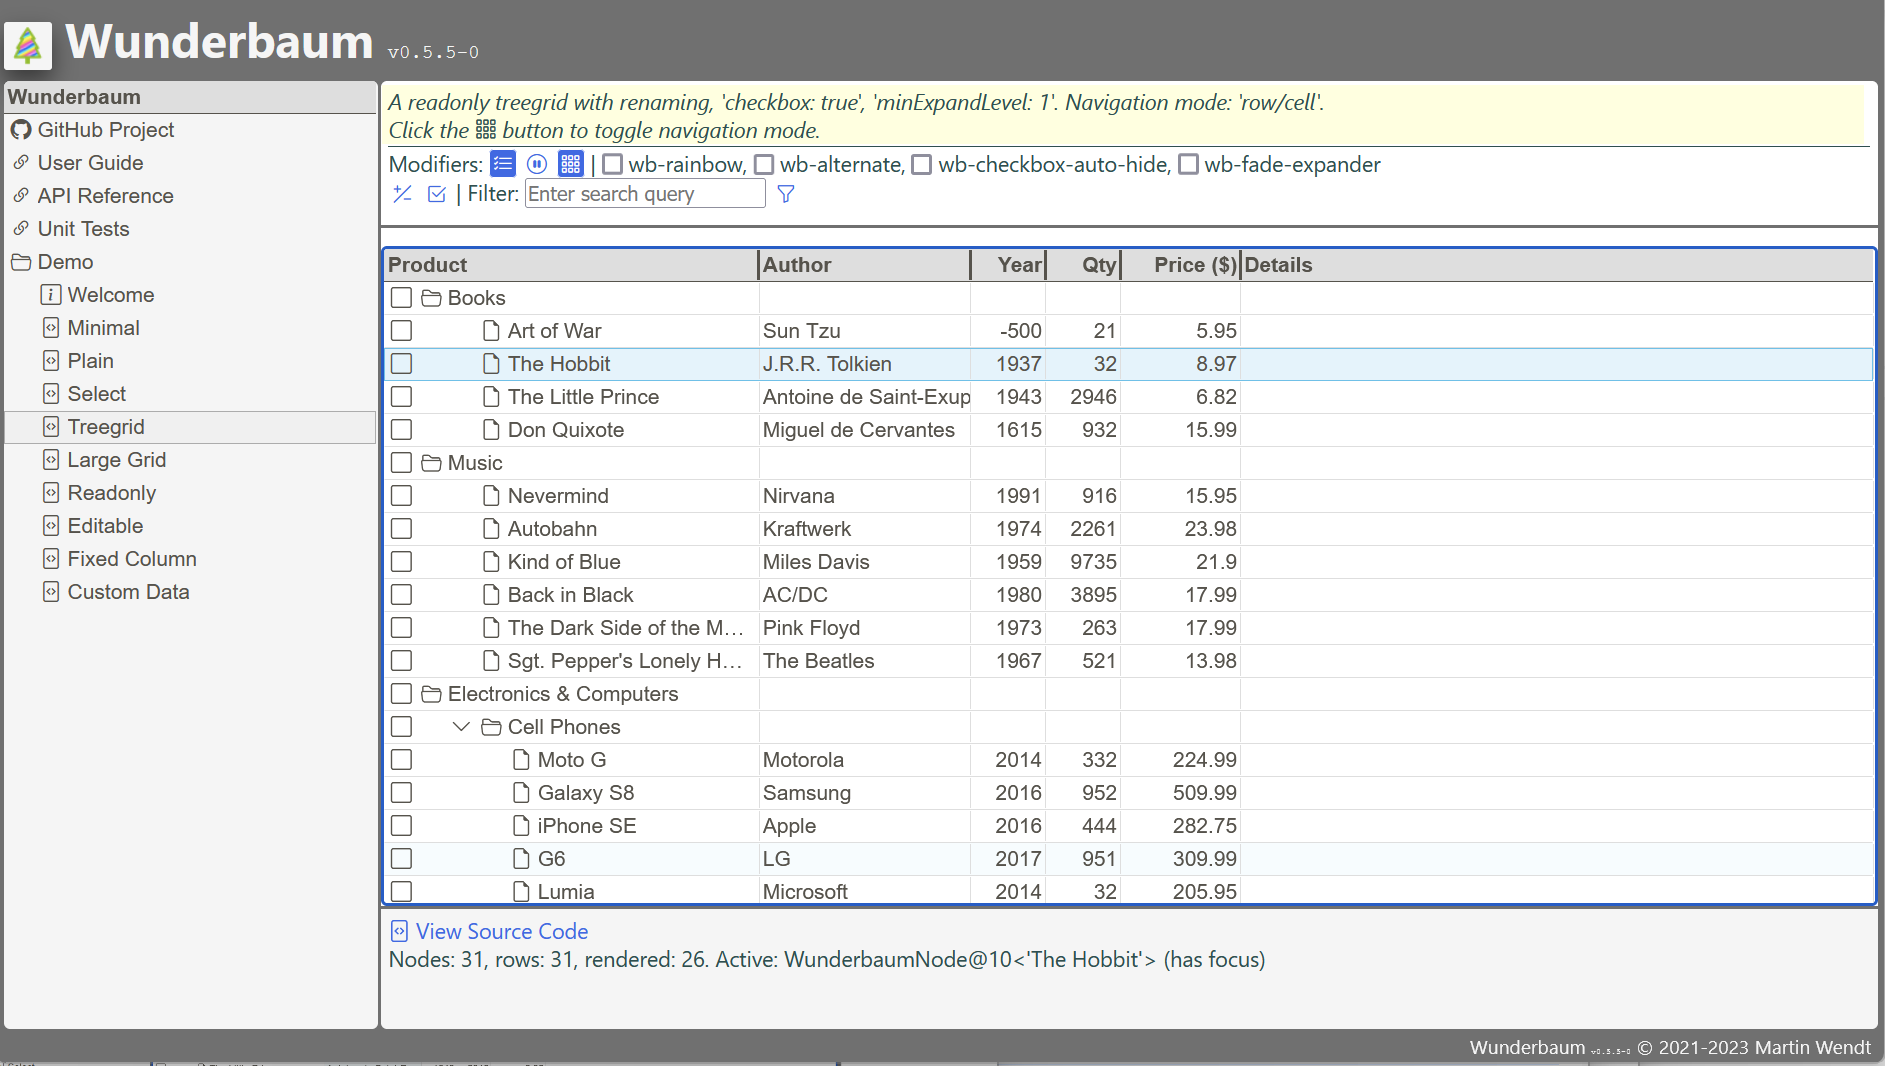 Wunderbaum v0.5.5-0
Wunderbaum
GitHub Project
User Guide
API Reference
Unit Tests
Demo
Welcome
Minimal
Plain
Select
Treegrid
Large Grid
Readonly
Editable
Fixed Column
Custom Data
A readonly treegrid with renaming, 'checkbox: true', 'minExpandLevel: 1'. Navigation mode: 'row/cell'.
Click the button to toggle navigation mode.
Modifiers: | wb-rainbow, wb-alternate, wb-checkbox-auto-hide, wb-fade-expander
| Filter: Enter search query
Product Author Year Qty Price ($) Details
Books
Art of War Sun Tzu -500 21 5.95
The Hobbit J.R.R. Tolkien 1937 32 8.97
The Little Prince Antoine de Saint-Exup 1943 2946 6.82
Don Quixote Miguel de Cervantes 1615 932 15.99
Music
Nevermind Nirvana 1991 916 15.95
Autobahn Kraftwerk 1974 2261 23.98
Kind of Blue Miles Davis 1959 9735 21.9
Back in Black AC/DC 1980 3895 17.99
The Dark Side of the M... Pink Floyd 1973 263 17.99
Sgt. Pepper's Lonely H... The Beatles 1967 521 13.98
Electronics & Computers
Cell Phones
Moto G Motorola 2014 332 224.99
Galaxy S8 Samsung 2016 952 509.99
iPhone SE Apple 2016 444 282.75
G6 LG 2017 951 309.99
Lumia Microsoft 2014 32 205.95
View Source Code
Nodes: 31, rows: 31, rendered: 26. Active: WunderbaumNode@10<'The Hobbit'> (has focus)
Wunderbaum v0.5.5-0 © 2021-2023 Martin Wendt